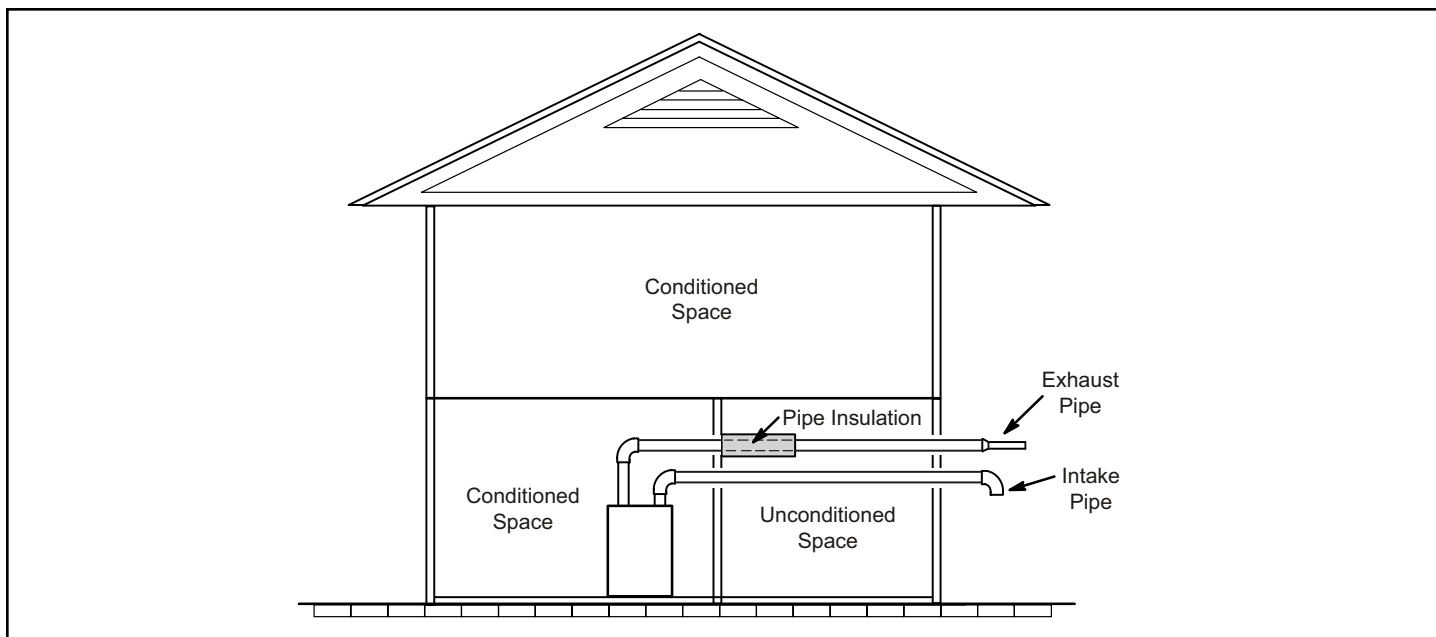 Conditioned
Space
Exhaust
Pipe
Pipe Insulation
Intake
Pipe
Conditioned
Space
Unconditioned
Space